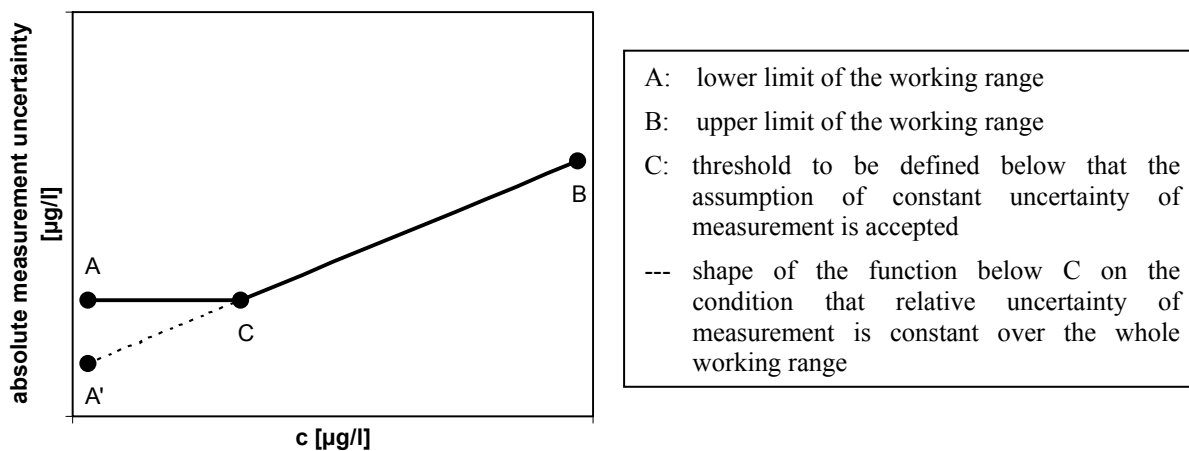 absolute measurement uncertainty
[µg/l]
A
A'
C
B
c [µg/l]
A: lower limit of the working range
B: upper limit of the working range
C: threshold to be defined below that the
assumption of constant uncertainty of
measurement is accepted
--- shape of the function below C on the
condition that relative uncertainty of
measurement is constant over the whole
working range